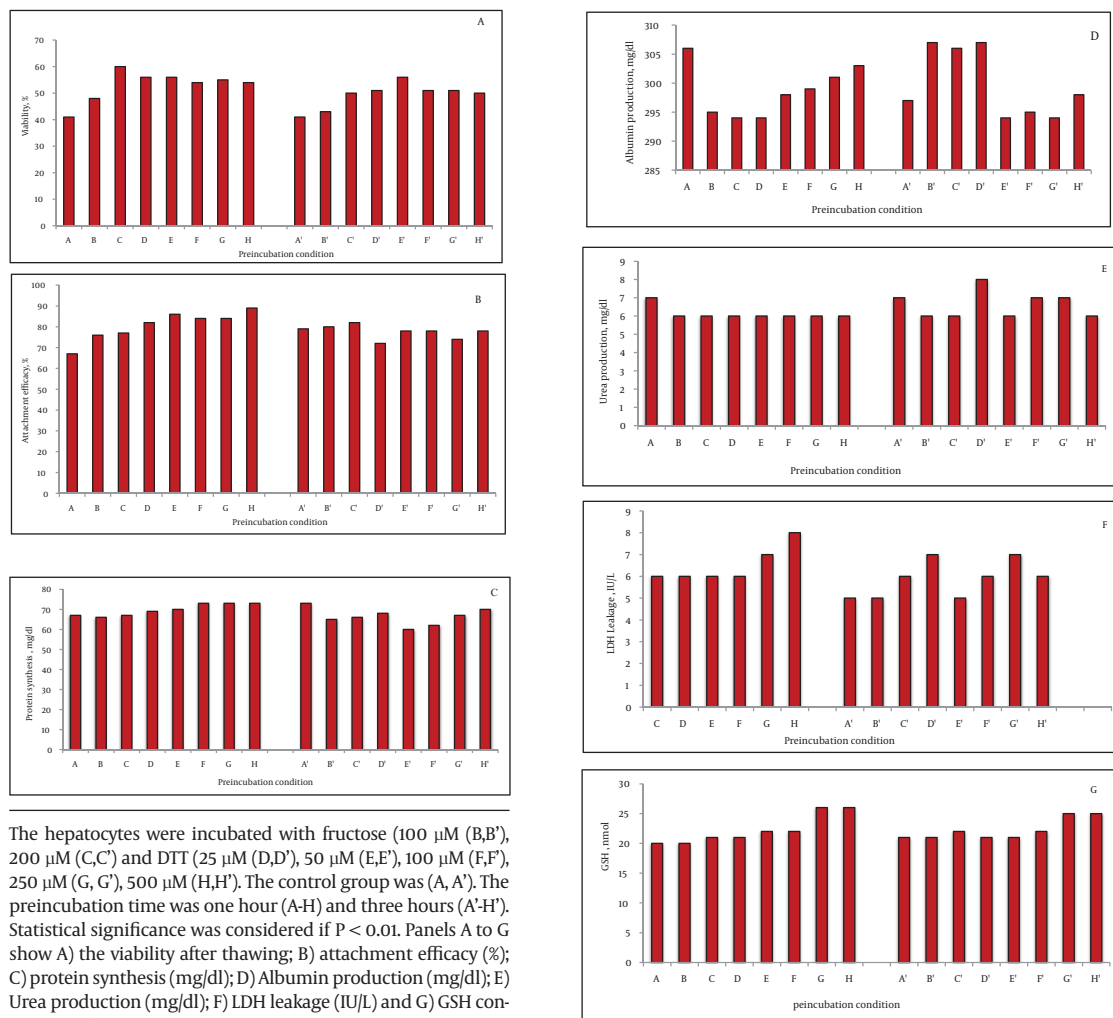 A
70
60
50
40
30
20
10
0
Viability, %
A B C D E F G H A' B' C' D' E' F' G' H'
Preincubation condition
B
100
90
80
70
60
50
40
30
20
10
0
Attachment efficacy, %
A B C D E F G H A' B' C' D' E' F' G' H'
Preincubation condition
C
80
70
60
50
40
30
20
10
0
Protein synthesis , mg/dl
A B C D E F G H A' B' C' D' E' F' G' H'
Preincubation condition
The hepatocytes were incubated with fructose (100 µM (B,B’),
200 µM (C,C’) and DTT (25 µM (D,D’), 50 µM (E,E’), 100 µM (F,F’),
250 µM (G, G’), 500 µM (H,H’). The control group was (A, A’). The
preincubation time was one hour (A-H) and three hours (A’-H’).
Statistical significance was considered if P < 0.01. Panels A to G
show A) the viability after thawing; B) attachment efficacy (%);
C) protein synthesis (mg/dl); D) Albumin production (mg/dl); E)
Urea production (mg/dl); F) LDH leakage (IU/L) and G) GSH con-
D
310
305
300
295
290
285
Albumin production, mg/dl
A B C D E F G H A' B' C' D' E' F' G' H'
Preincubation condition
E
9
8
7
6
5
4
3
2
1
0
Urea production, mg/dl
A B C D E F G H A' B' C' D' E' F' G' H'
Preincubation condition
F
9
8
7
6
5
4
3
2
1
0
LDH Leakage ,IU/L
C D E F G H A' B' C' D' E' F' G' H'
Preincubation condition
G
30
25
20
15
10
5
0
GSH, nmol
A B C D E F G H A' B' C' D' E' F' G' H'
peincubation condition